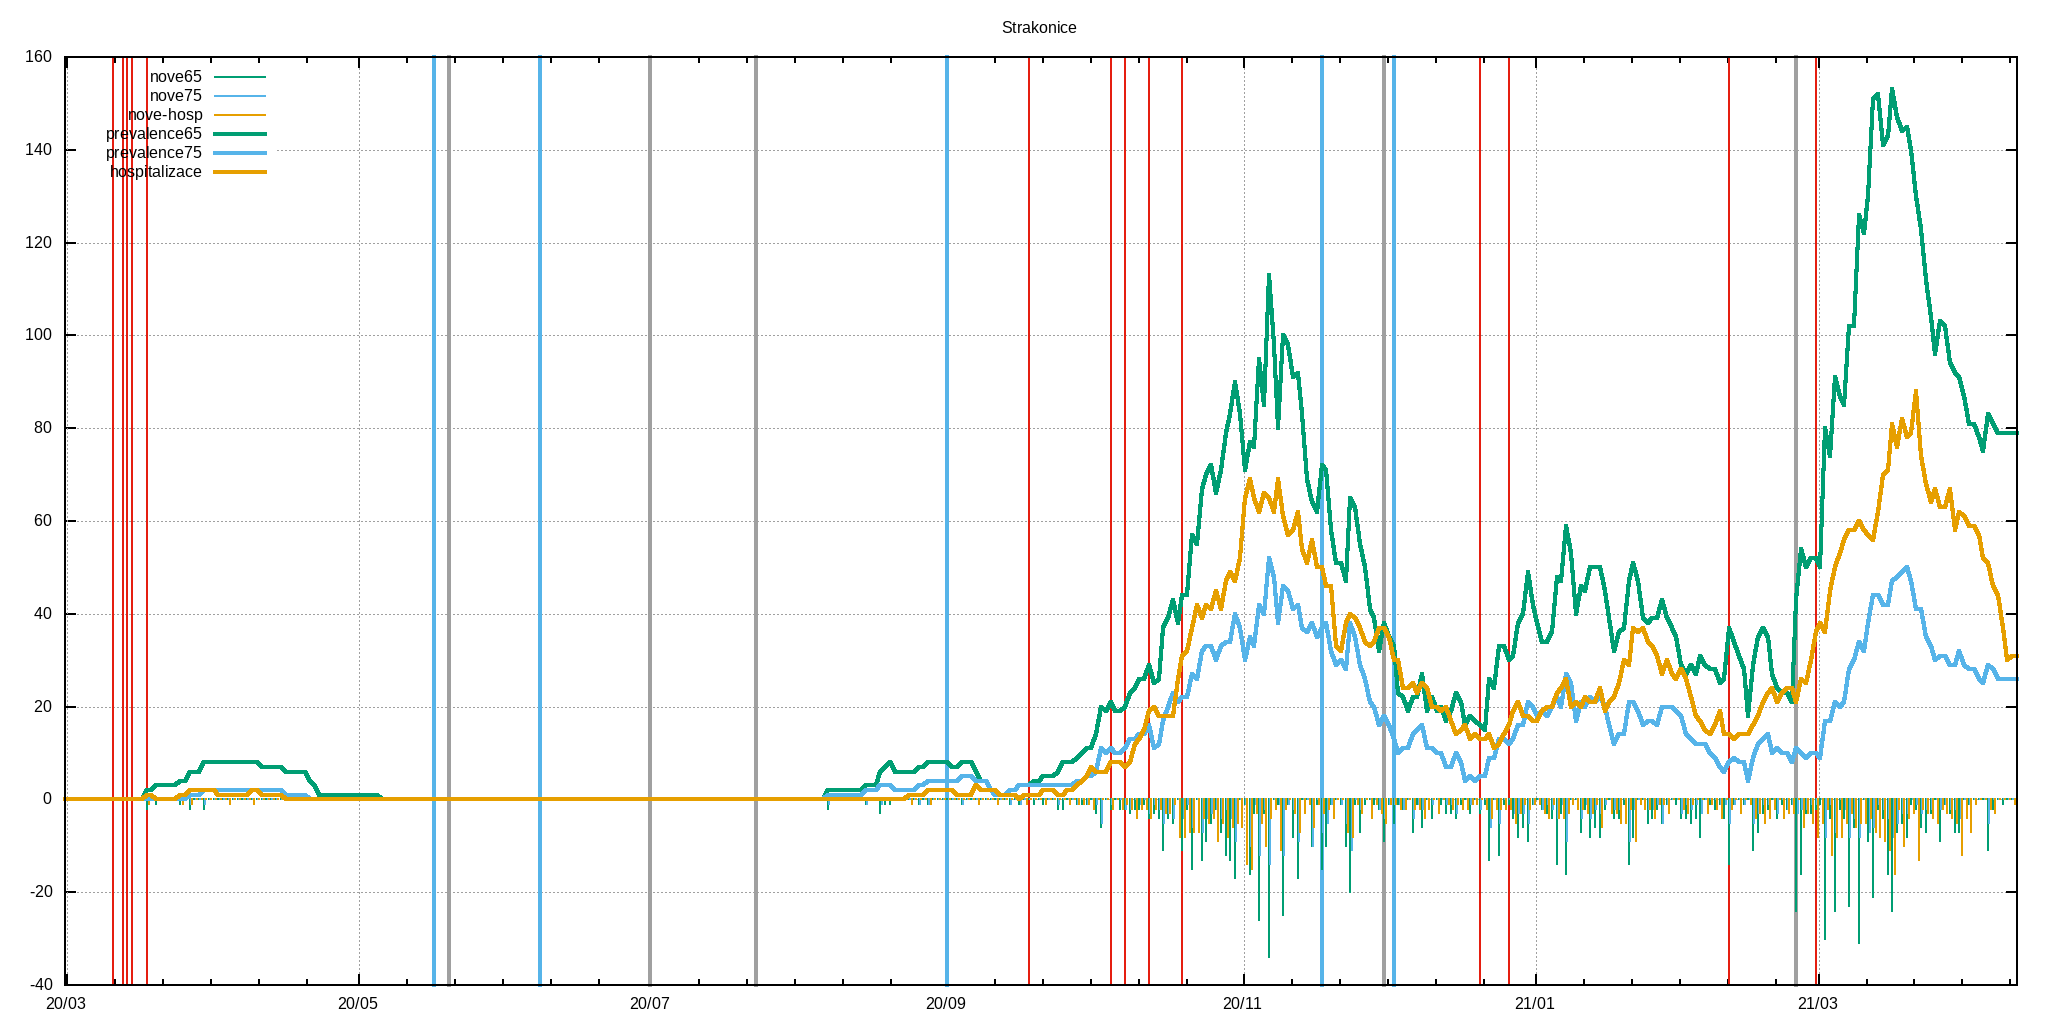 Strakonice
160
nove65
nove75
nove-hosp
prevalence65
140
prevalence75
hospitalizace
120
100
80
60
40
20
0
-20
-40
20/03 20/05 20/07 20/09 20/11 21/01 21/03